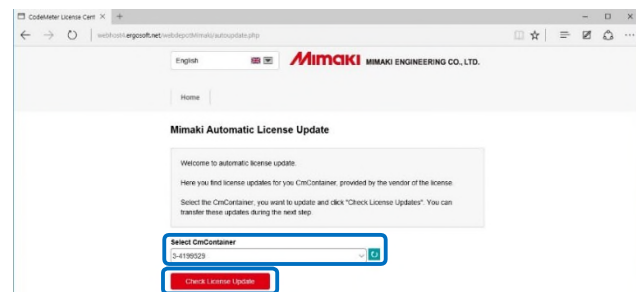 CodeMeter License Cert
webhost4.ergosoft.net/webdepotMimaki/autoupdate.php
English
Mimaki MIMAKI ENGINEERING CO., LTD.
Home
Mimaki Automatic License Update
Welcome to automatic license update.
Here you find license updates for you CmContainer, provided by the vendor of the license.
Select the CmContainer, you want to update and click "Check License Updates". You can
transfer these updates during the next step.
Select CmContainer
3-4199329
Check License Update